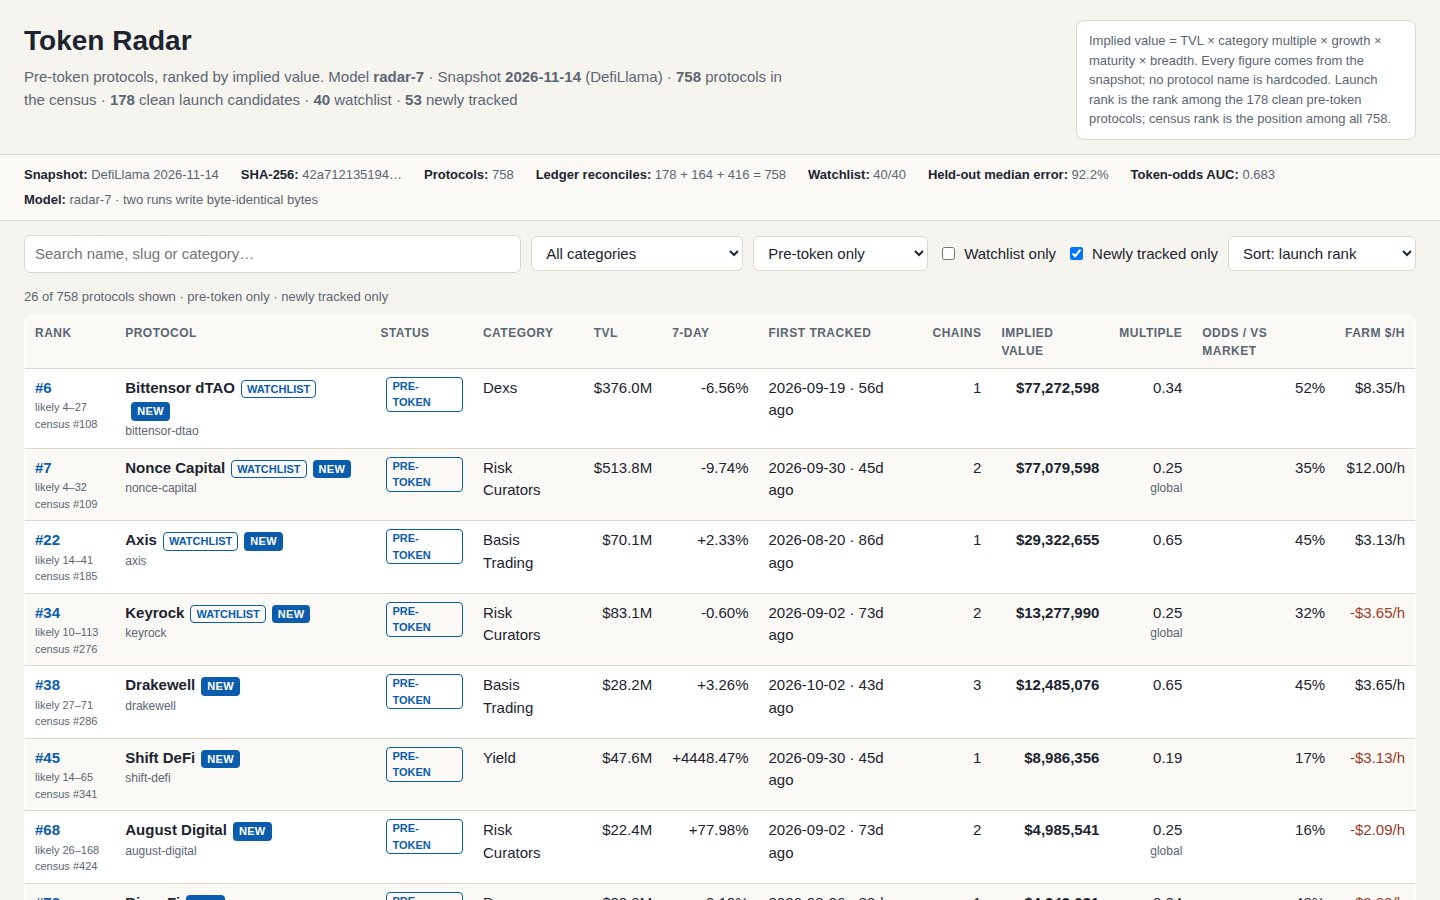 Token Radar
Pre-token protocols, ranked by implied value. Model radar-7 · Snapshot 2026-11-14 (DefiLlama) · 758 protocols in
the census · 178 clean launch candidates · 40 watchlist · 53 newly tracked
Implied value = TVL × category multiple × growth ×
maturity × breadth. Every figure comes from the
snapshot; no protocol name is hardcoded. Launch
rank is the rank among the 178 clean pre-token
protocols; census rank is the position among all 758.
Snapshot: DefiLlama 2026-11-14 SHA-256: 42a712135194… Protocols: 758 Ledger reconciles: 178 + 164 + 416 = 758 Watchlist: 40/40 Held-out median error: 92.2% Token-odds AUC: 0.683
Model: radar-7 · two runs write byte-identical bytes
Search name, slug or category… All categories Pre-token only Watchlist only Newly tracked only Sort: launch rank
26 of 758 protocols shown · pre-token only · newly tracked only
RANK PROTOCOL STATUS CATEGORY TVL 7-DAY FIRST TRACKED CHAINS IMPLIED VALUE MULTIPLE ODDS / VS MARKET FARM $/H
#6 Bittensor dTAO WATCHLIST PRE- Dexs $376.0M -6.56% 2026-09-19 · 56d 1 $77,272,598 0.34 52% $8.35/h
likely 4–27 NEW TOKEN ago
census #108 bittensor-dtao
#7 Nonce Capital WATCHLIST NEW PRE- Risk $513.8M -9.74% 2026-09-30 · 45d 2 $77,079,598 0.25 35% $12.00/h
likely 4–32 nonce-capital TOKEN Curators ago global
census #109
#22 Axis WATCHLIST NEW PRE- Basis $70.1M +2.33% 2026-08-20 · 86d 1 $29,322,655 0.65 45% $3.13/h
likely 14–41 axis TOKEN Trading ago
census #185
#34 Keyrock WATCHLIST NEW PRE- Risk $83.1M -0.60% 2026-09-02 · 73d 2 $13,277,990 0.25 32% -$3.65/h
likely 10–113 keyrock TOKEN Curators ago global
census #276
#38 Drakewell NEW PRE- Basis $28.2M +3.26% 2026-10-02 · 43d 3 $12,485,076 0.65 45% $3.65/h
likely 27–71 drakewell TOKEN Trading ago
census #286
#45 Shift DeFi NEW PRE- Yield $47.6M +4448.47% 2026-09-30 · 45d 1 $8,986,356 0.19 17% -$3.13/h
likely 14–65 shift-defi TOKEN ago
census #341
#68 August Digital NEW PRE- Risk $22.4M +77.98% 2026-09-02 · 73d 2 $4,985,541 0.25 16% -$2.09/h
likely 26–168 august-digital TOKEN Curators ago global
census #424